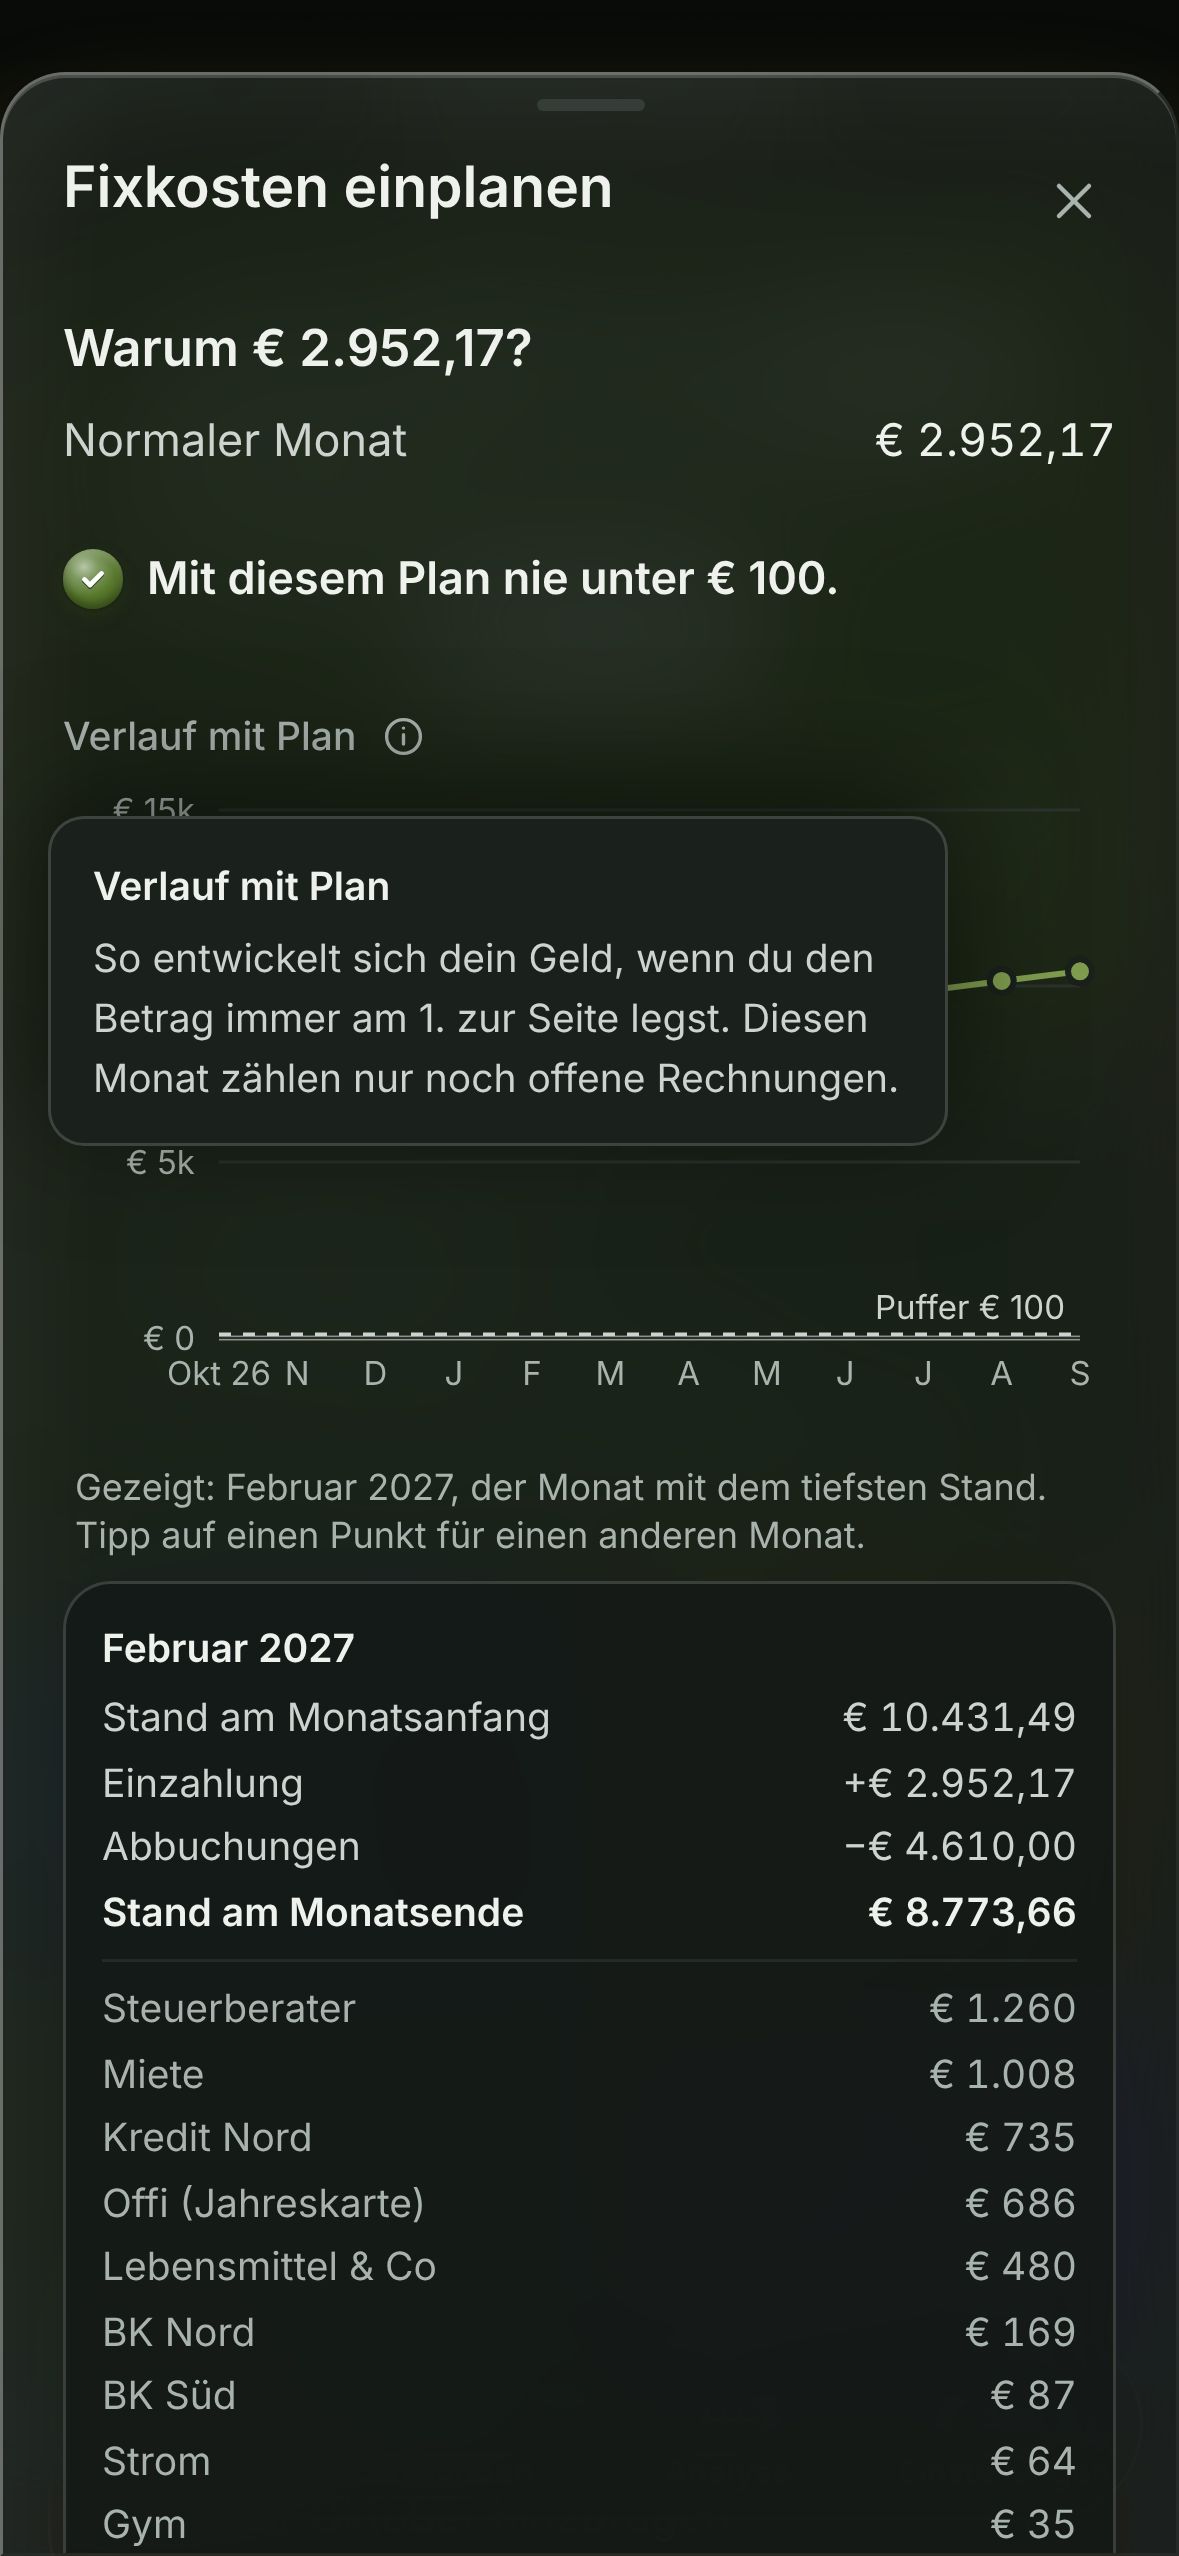 Fixkosten einplanen
Warum € 2.952,17?
Normaler Monat € 2.952,17
Mit diesem Plan nie unter € 100.
Verlauf mit Plan
€ 15k
Verlauf mit Plan
So entwickelt sich dein Geld, wenn du den
Betrag immer am 1. zur Seite legst. Diesen
Monat zählen nur noch offene Rechnungen.
€ 5k
Puffer € 100
€ 0
Okt 26 N D J F M A M J J A S
Gezeigt: Februar 2027, der Monat mit dem tiefsten Stand.
Tipp auf einen Punkt für einen anderen Monat.
Februar 2027
Stand am Monatsanfang € 10.431,49
Einzahlung +€ 2.952,17
Abbuchungen −€ 4.610,00
Stand am Monatsende € 8.773,66
Steuerberater € 1.260
Miete € 1.008
Kredit Nord € 735
Offi (Jahreskarte) € 686
Lebensmittel & Co € 480
BK Nord € 169
BK Süd € 87
Strom € 64
Gym € 35